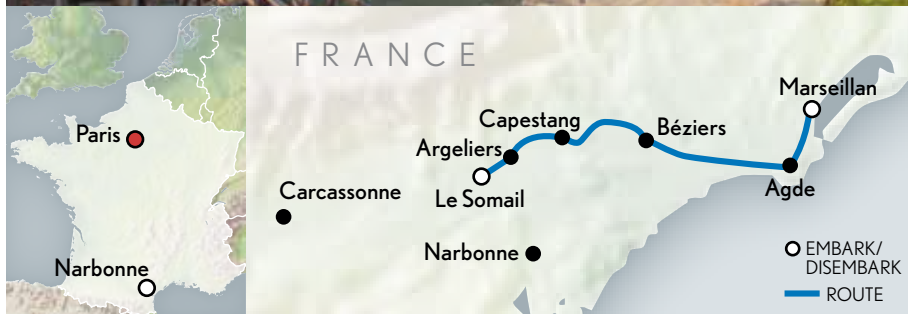 Paris
Narbonne
FRANCE
Marseillan
Capestang
Béziers
Argeliers
Agde
Le Somail
Carcassonne
Narbonne
EMBARK/
DISEMBARK
ROUTE